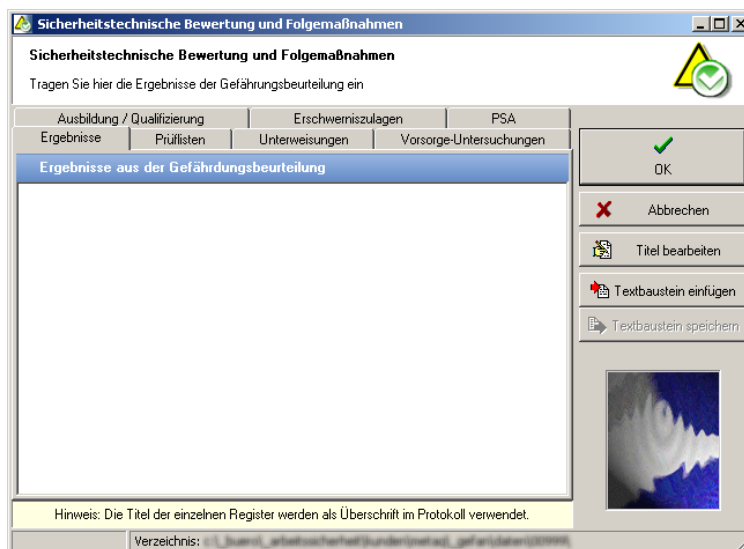 Sicherheitstechnische Bewertung und Folgemaßnahmen
Sicherheitstechnische Bewertung und Folgemaßnahmen
Tragen Sie hier die Ergebnisse der Gefährungsbeurteilung ein
Ausbildung / Qualifizierung Erschwerniszulagen PSA
Ergebnisse Prüflisten Unterweisungen Vorsorge-Untersuchungen
Ergebnisse aus der Gefährdungsbeurteilung
OK
Abbrechen
Titel bearbeiten
Textbaustein einfügen
Textbaustein speichern
Hinweis: Die Titel der einzelnen Register werden als Überschrift im Protokoll verwendet.
Verzeichnis: